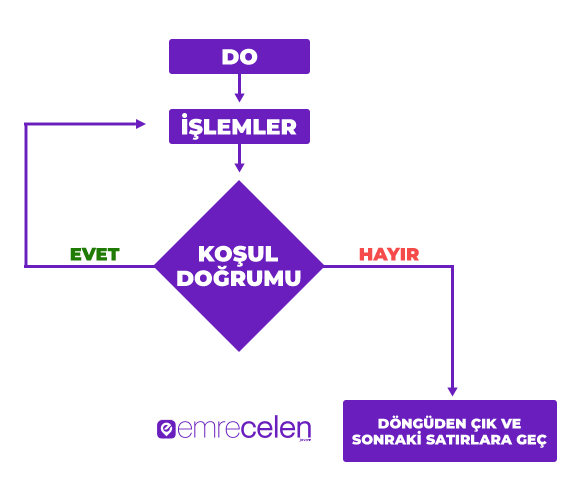 DO
İŞLEMLER
KOŞUL
DOĞRUMU
EVET
HAYIR
DÖNGÜDEN ÇIK VE
SONRAKİ SATIRLARA GEÇ
emrecelen